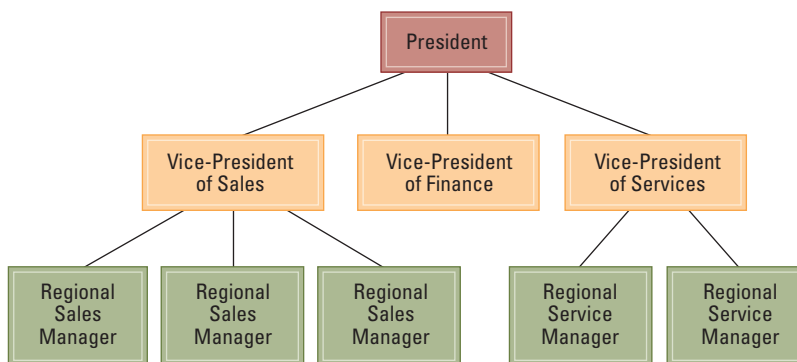 President
Vice-President
of Sales
Vice-President
of Finance
Vice-President
of Services
Regional
Sales
Manager
Regional
Sales
Manager
Regional
Sales
Manager
Regional
Service
Manager
Regional
Service
Manager